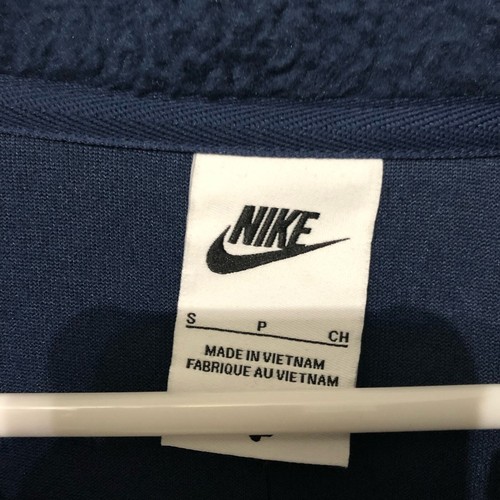 NIKE
S P CH
MADE IN VIETNAM
FABRIQUE AU VIETNAM